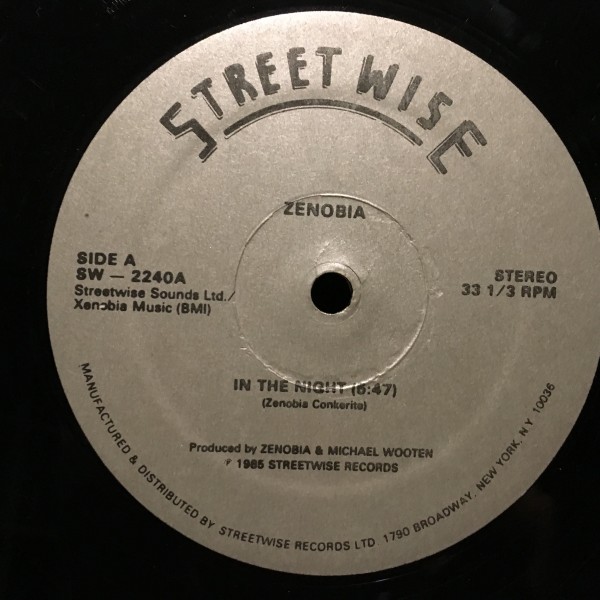 STREETWISE
ZENOBIA
SIDE A
SW — 2240A
Streetwise Sounds Ltd./
Xenobia Music (BMI)
STEREO
33 1/3 RPM
IN THE NIGHT (6:47)
(Zenobia Conkerite)
Produced by ZENOBIA & MICHAEL WOOTEN
℗ 1985 STREETWISE RECORDS
MANUFACTURED & DISTRIBUTED BY STREETWISE RECORDS LTD 1790 BROADWAY, NEW YORK, NY 10036